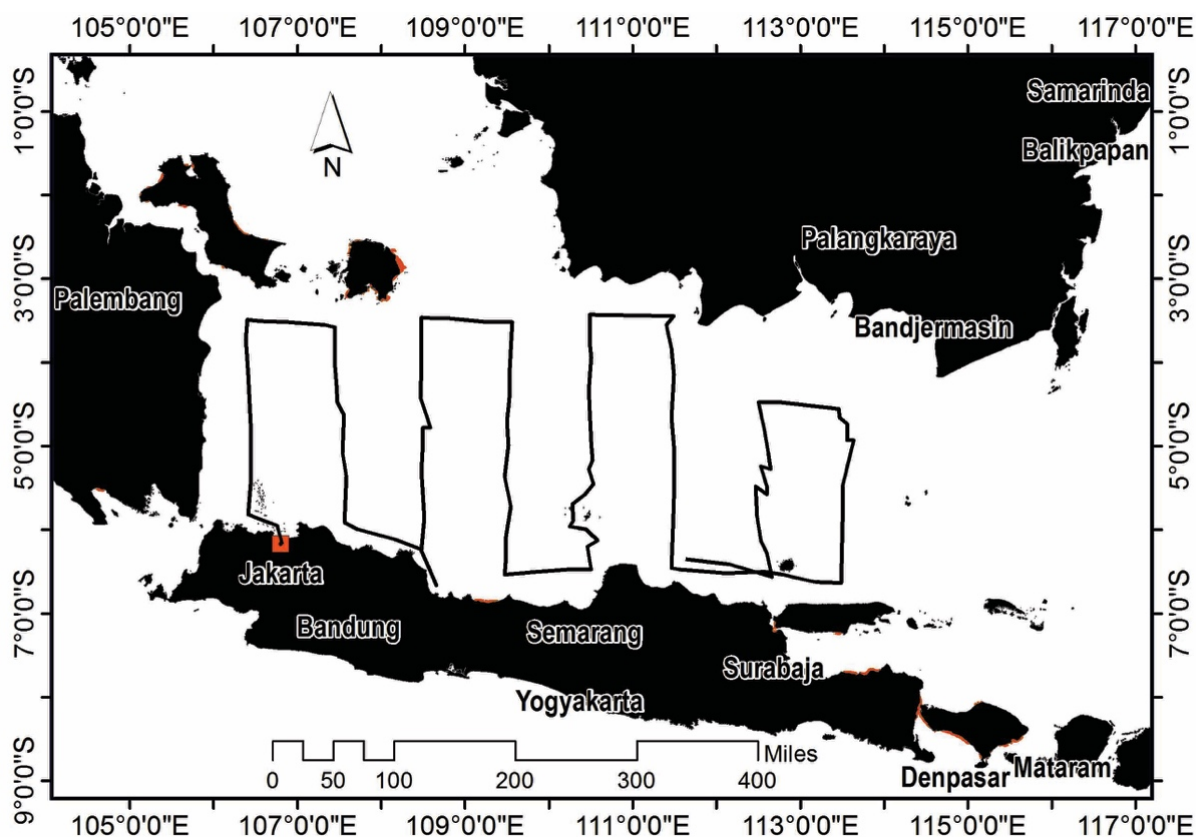 105°0'0"E 107°0'0"E 109°0'0"E 111°0'0"E 113°0'0"E 115°0'0"E 117°0'0"E
1°0'0"S
3°0'0"S
5°0'0"S
7°0'0"S
9°0'0"S
N
Samarinda
Balikpapan
Palangkaraya
Palembang
Bandjermasin
Jakarta
Bandung
Semarang
Surabaja
Yogyakarta
Denpasar
Mataram
Miles
0 50 100 200 300 400
1°0'0"S
3°0'0"S
5°0'0"S
7°0'0"S
9°0'0"S
105°0'0"E 107°0'0"E 109°0'0"E 111°0'0"E 113°0'0"E 115°0'0"E 117°0'0"E